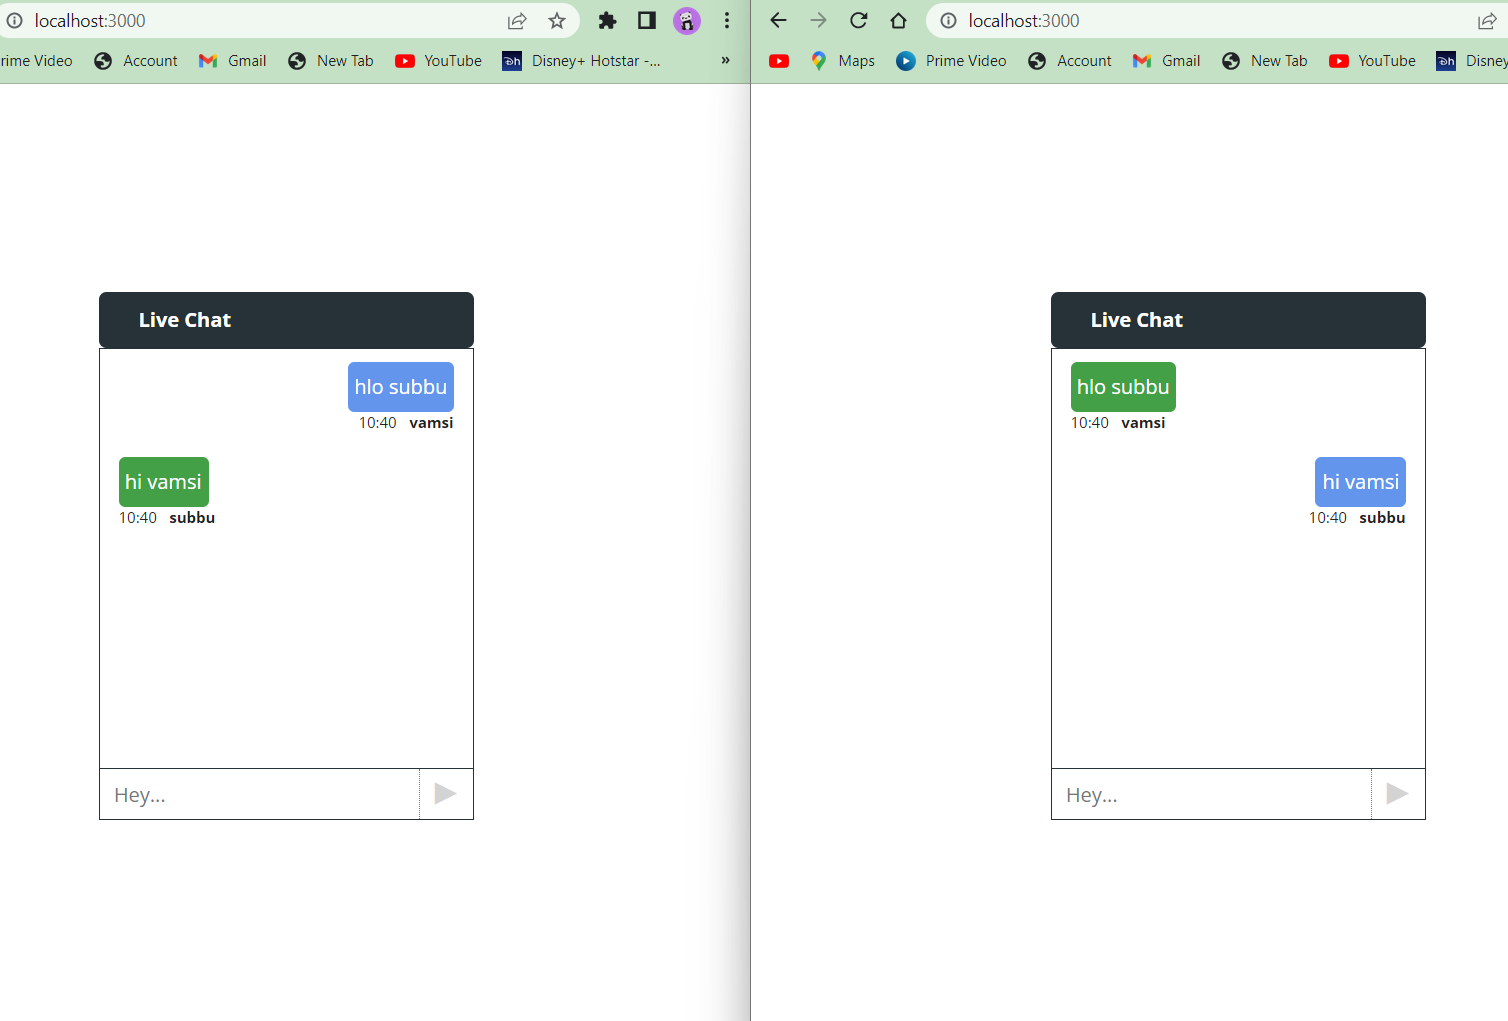 localhost:3000
rime Video Account Gmail New Tab YouTube Disney+ Hotstar -... »
Live Chat
hlo subbu
10:40 vamsi
hi vamsi
10:40 subbu
Hey...
localhost:3000
Maps Prime Video Account Gmail New Tab YouTube Disney
Live Chat
hlo subbu
10:40 vamsi
hi vamsi
10:40 subbu
Hey...